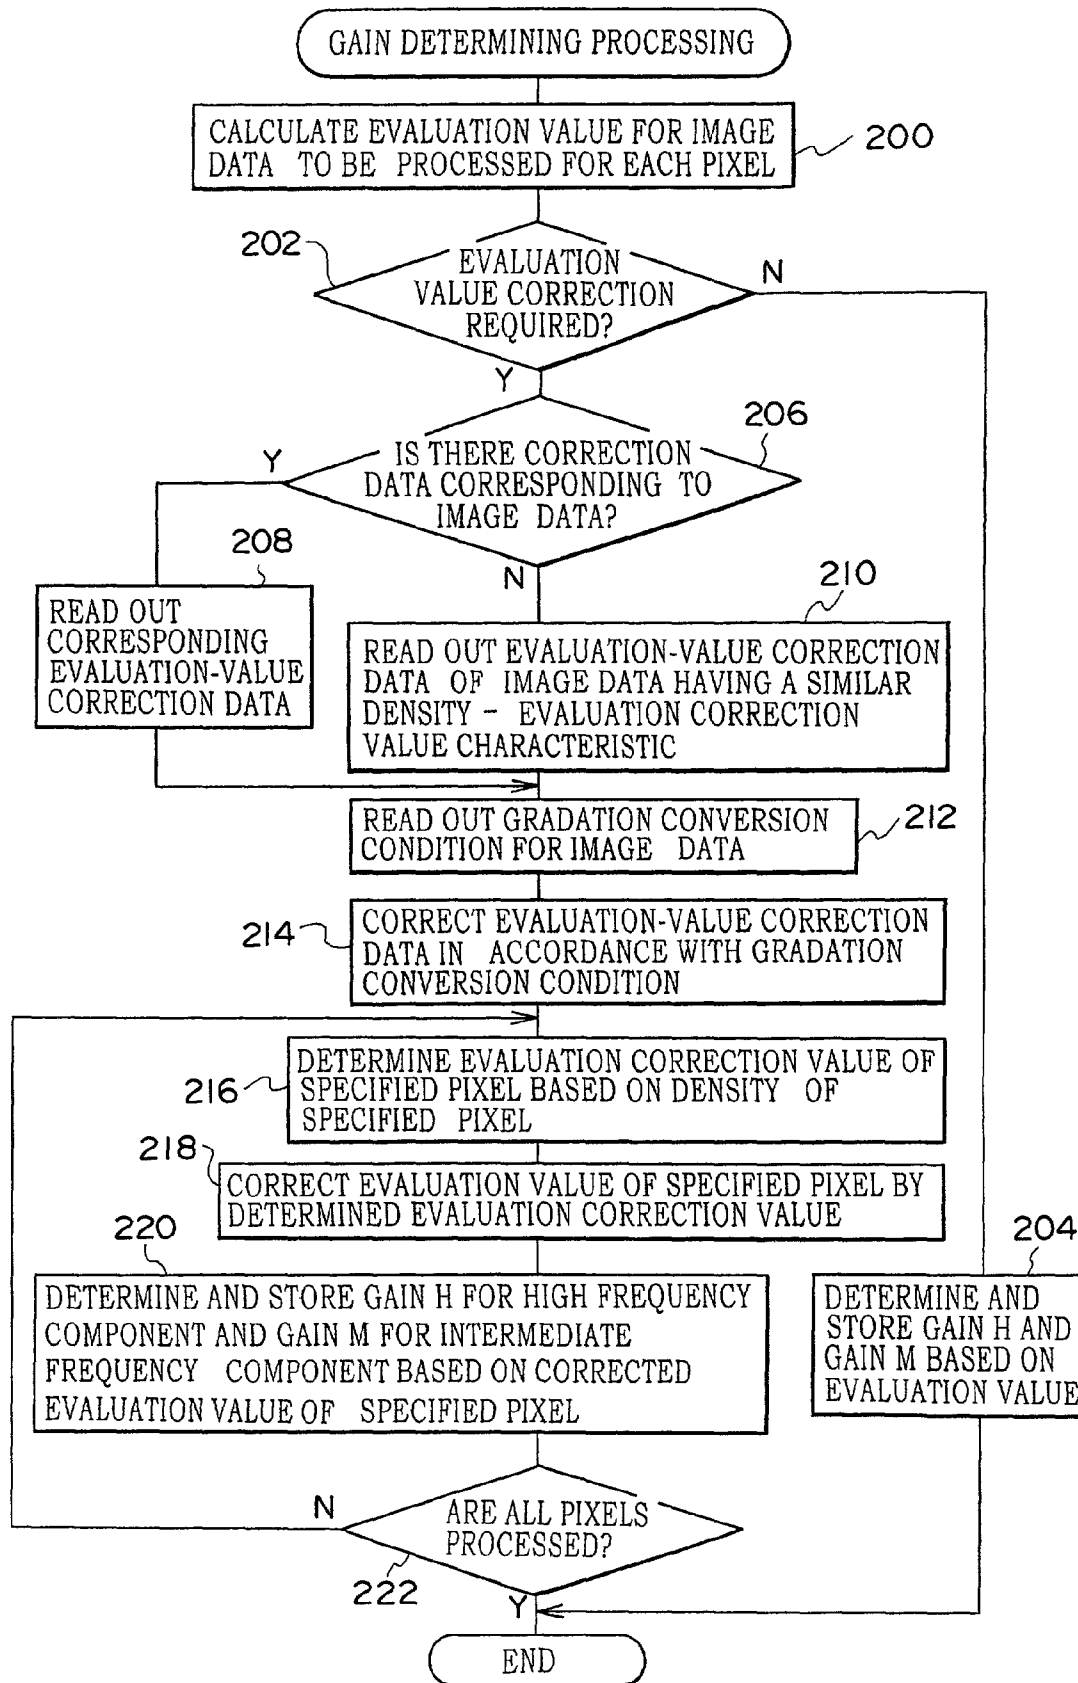 GAIN DETERMINING PROCESSING
CALCULATE EVALUATION VALUE FOR IMAGE
DATA TO BE PROCESSED FOR EACH PIXEL
200
202
EVALUATION
VALUE CORRECTION
REQUIRED?
N
Y
206
IS THERE CORRECTION
DATA CORRESPONDING TO
IMAGE DATA?
Y
N
208
READ OUT
CORRESPONDING
EVALUATION-VALUE
CORRECTION DATA
210
READ OUT EVALUATION-VALUE CORRECTION
DATA OF IMAGE DATA HAVING A SIMILAR
DENSITY - EVALUATION CORRECTION
VALUE CHARACTERISTIC
READ OUT GRADATION CONVERSION
CONDITION FOR IMAGE DATA
212
214
CORRECT EVALUATION-VALUE CORRECTION
DATA IN ACCORDANCE WITH GRADATION
CONVERSION CONDITION
216
DETERMINE EVALUATION CORRECTION VALUE OF
SPECIFIED PIXEL BASED ON DENSITY OF
SPECIFIED PIXEL
218
CORRECT EVALUATION VALUE OF SPECIFIED PIXEL BY
DETERMINED EVALUATION CORRECTION VALUE
220
DETERMINE AND STORE GAIN H FOR HIGH FREQUENCY
COMPONENT AND GAIN M FOR INTERMEDIATE
FREQUENCY COMPONENT BASED ON CORRECTED
EVALUATION VALUE OF SPECIFIED PIXEL
204
DETERMINE AND
STORE GAIN H AND
GAIN M BASED ON
EVALUATION VALUE
N
ARE ALL PIXELS
PROCESSED?
222
Y
END